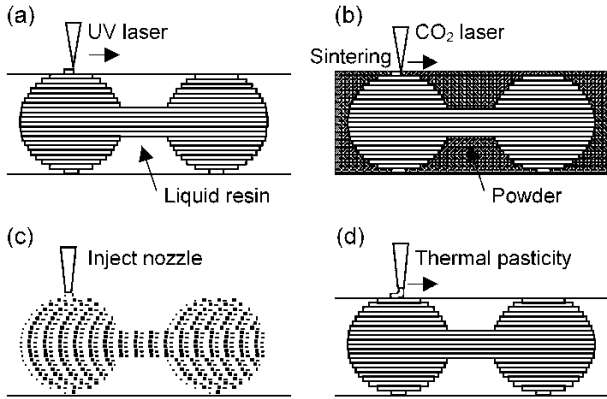 (a)
UV laser
Liquid resin
(b)
CO₂ laser
Sintering
Powder
(c)
Inject nozzle
(d)
Thermal pasticity